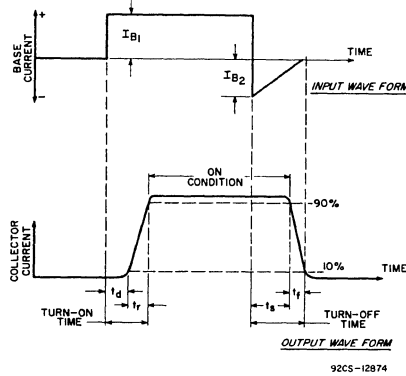 +
BASE
CURRENT
−
IB1
IB2
TIME
INPUT WAVE FORM
ON
CONDITION
COLLECTOR
CURRENT
90%
10%
TIME
td
tr
ts
tf
TURN-ON
TIME
TURN-OFF
TIME
OUTPUT WAVE FORM
92CS-12874